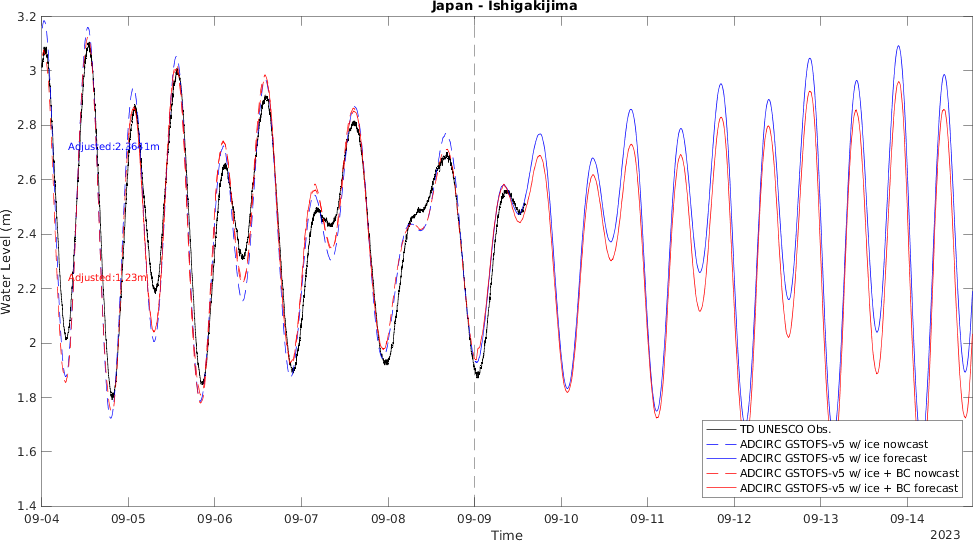 Japan - Ishigakijima
3.2
3
2.8
2.6
2.4
2.2
2
1.8
1.6
1.4
Water Level (m)
Adjusted:2.3641m
Adjusted:1.23m
TD UNESCO Obs.
ADCIRC GSTOFS-v5 w/ ice nowcast
ADCIRC GSTOFS-v5 w/ ice forecast
ADCIRC GSTOFS-v5 w/ ice + BC nowcast
ADCIRC GSTOFS-v5 w/ ice + BC forecast
09-04 09-05 09-06 09-07 09-08 09-09 09-10 09-11 09-12 09-13 09-14
Time
2023